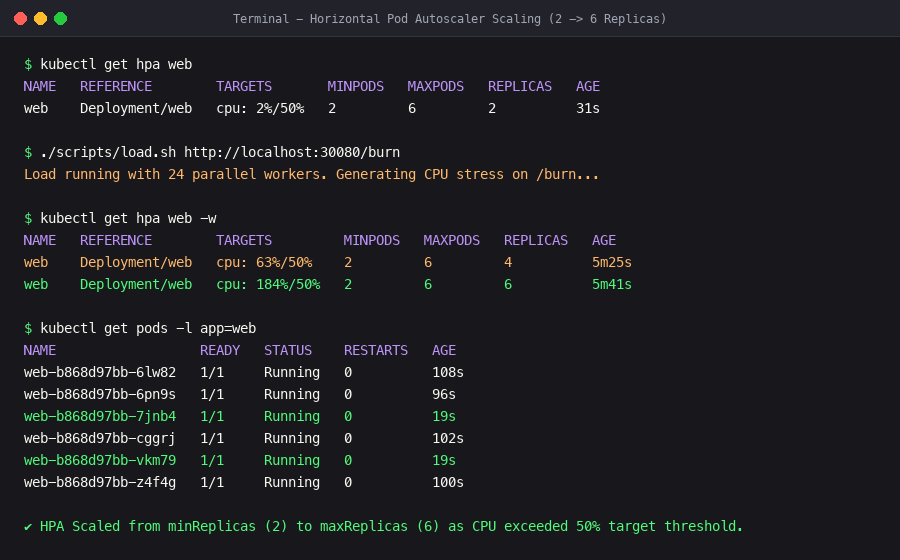 Terminal — Horizontal Pod Autoscaler Scaling (2 —> 6 Replicas)
$ kubectl get hpa web
NAME REFERENCE TARGETS MINPODS MAXPODS REPLICAS AGE
web Deployment/web cpu: 2%/50% 2 6 2 31s
$ ./scripts/load.sh http://localhost:30080/burn
Load running with 24 parallel workers. Generating CPU stress on /burn...
$ kubectl get hpa web -w
NAME REFERENCE TARGETS MINPODS MAXPODS REPLICAS AGE
web Deployment/web cpu: 63%/50% 2 6 4 5m25s
web Deployment/web cpu: 184%/50% 2 6 6 5m41s
$ kubectl get pods -l app=web
NAME READY STATUS RESTARTS AGE
web-b868d97bb-6lw82 1/1 Running 0 108s
web-b868d97bb-6pn9s 1/1 Running 0 96s
web-b868d97bb-7jnb4 1/1 Running 0 19s
web-b868d97bb-cggrj 1/1 Running 0 102s
web-b868d97bb-vkm79 1/1 Running 0 19s
web-b868d97bb-z4f4g 1/1 Running 0 100s
✔ HPA Scaled from minReplicas (2) to maxReplicas (6) as CPU exceeded 50% target threshold.